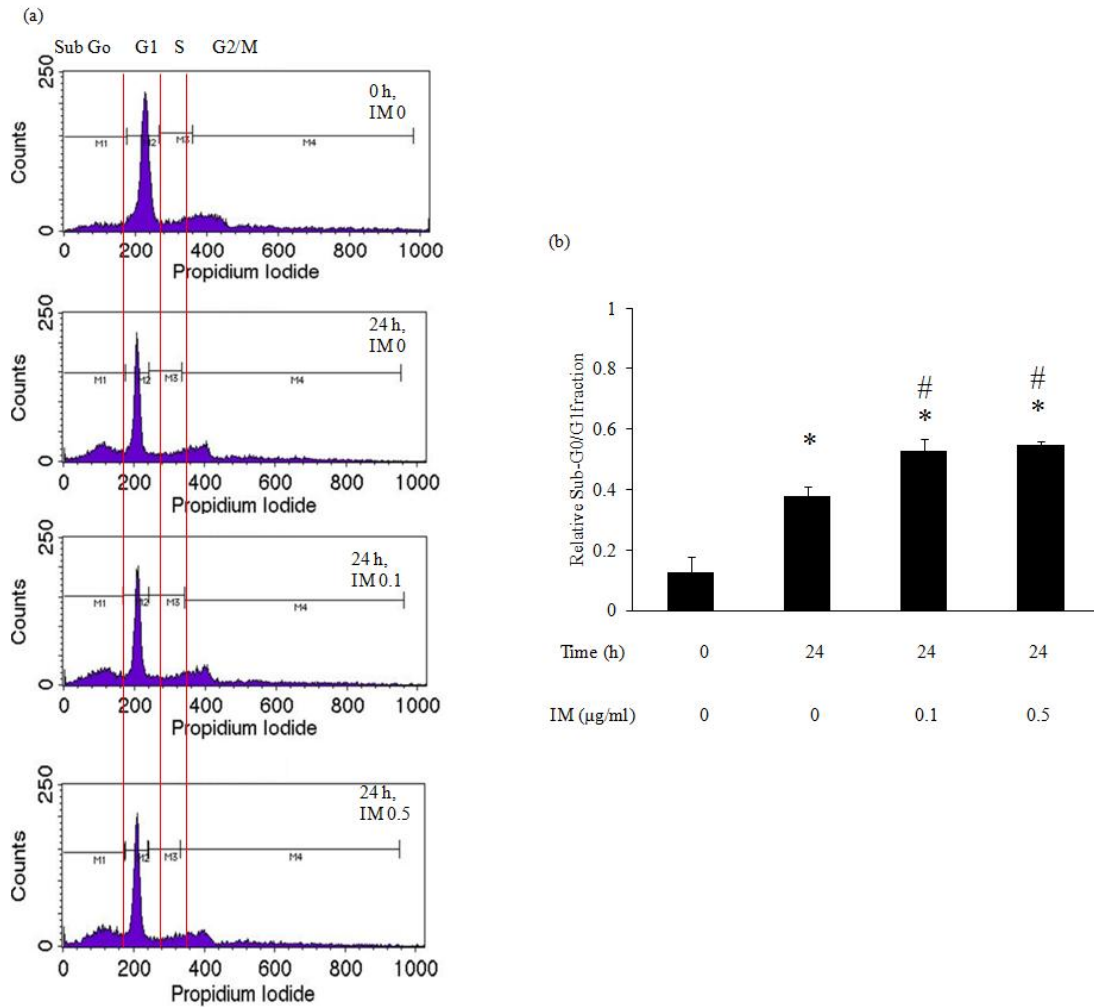 (a)
Sub Go G1 S G2/M
250
0 h,
IM 0
M1 M2 M3 M4
Counts
0
0 200 400 600 800 1000
Propidium Iodide
250
24 h,
IM 0
M1 M2 M3 M4
Counts
0
0 200 400 600 800 1000
Propidium Iodide
250
24 h,
IM 0.1
M1 M2 M3 M4
Counts
0
0 200 400 600 800 1000
Propidium Iodide
250
24 h,
IM 0.5
M1 M2 M3 M4
Counts
0
0 200 400 600 800 1000
Propidium Iodide
(b)
Relative Sub-G0/G1fraction
1
0.8
0.6
0.4
0.2
0
# #
* * *
Time (h) 0 24 24 24
IM (µg/ml) 0 0 0.1 0.5